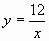 y = 12/x